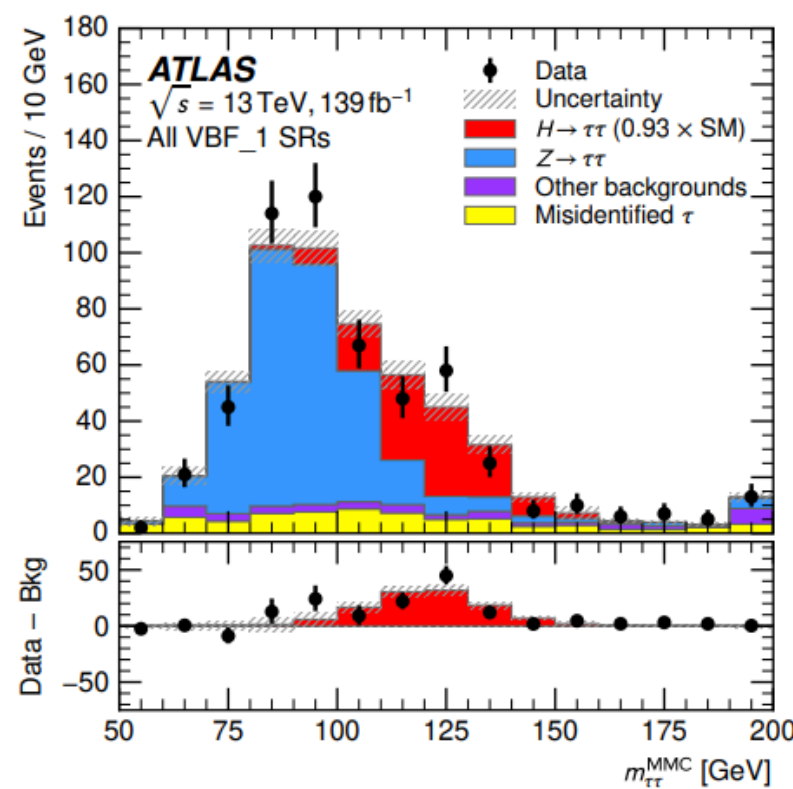 Events / 10 GeV
180
160
140
120
100
80
60
40
20
0
ATLAS
√s = 13 TeV, 139 fb⁻¹
All VBF_1 SRs
Data
Uncertainty
H→ττ (0.93 × SM)
Z→ττ
Other backgrounds
Misidentified τ
Data − Bkg
50
0
−50
50 75 100 125 150 175 200
m_{ττ}^{MMC} [GeV]